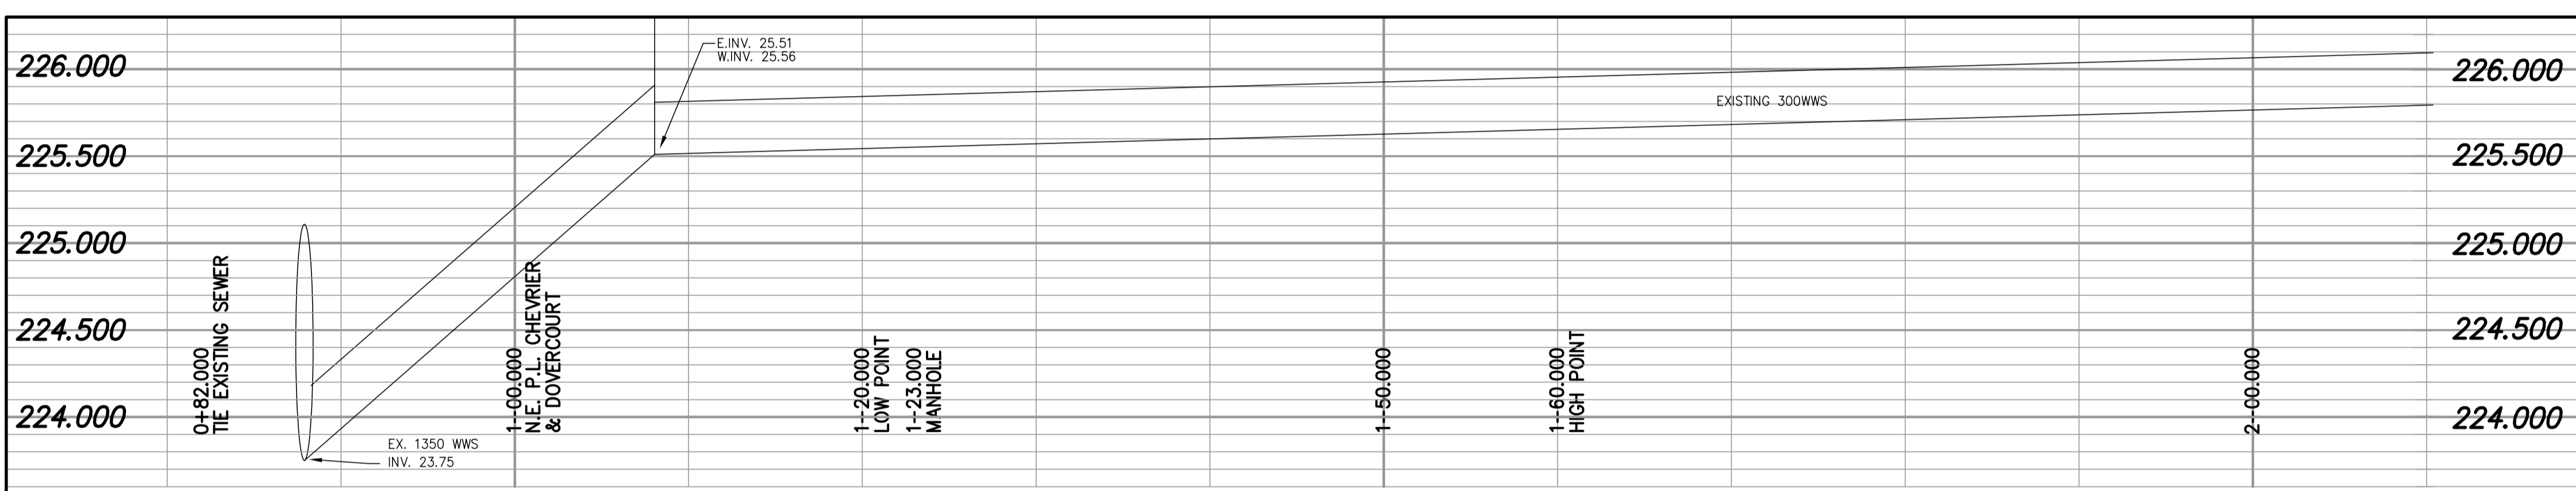 E.INV. 25.51
W.INV. 25.56
226.000
226.000
EXISTING 300WWS
225.500
225.500
225.000
225.000
224.500
224.500
224.000
224.000
0+82.000
TIE EXISTING SEWER
EX. 1350 WWS
INV. 23.75
1-00.000
N.E. P.L. CHEVRIER
& DOVERCOURT
1-20.000
LOW POINT
1-23.000
MANHOLE
1-50.000
1-60.000
HIGH POINT
2-00.000